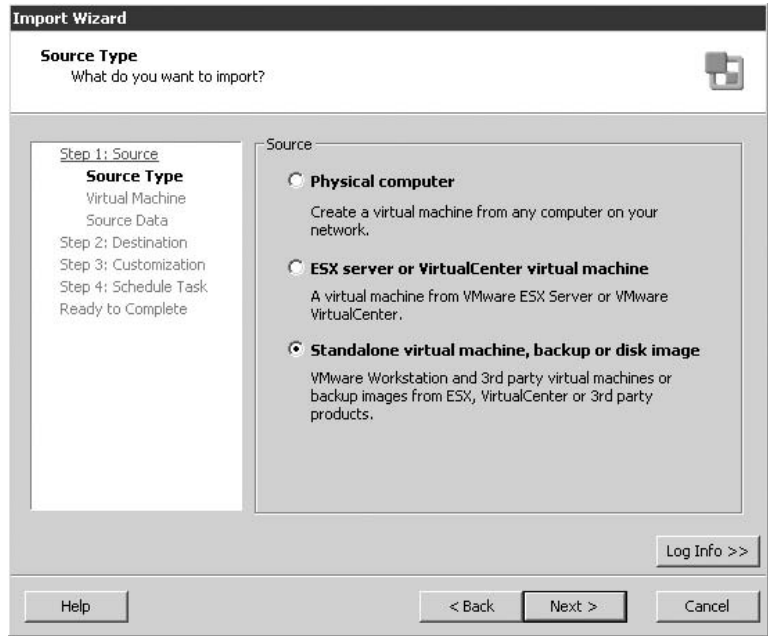 Import Wizard
Source Type
What do you want to import?
Step 1: Source
Source Type
Virtual Machine
Source Data
Step 2: Destination
Step 3: Customization
Step 4: Schedule Task
Ready to Complete
Source
Physical computer
Create a virtual machine from any computer on your
network.
ESX server or VirtualCenter virtual machine
A virtual machine from VMware ESX Server or VMware
VirtualCenter.
Standalone virtual machine, backup or disk image
VMware Workstation and 3rd party virtual machines or
backup images from ESX, VirtualCenter or 3rd party
products.
Log Info >>
Help
< Back
Next >
Cancel